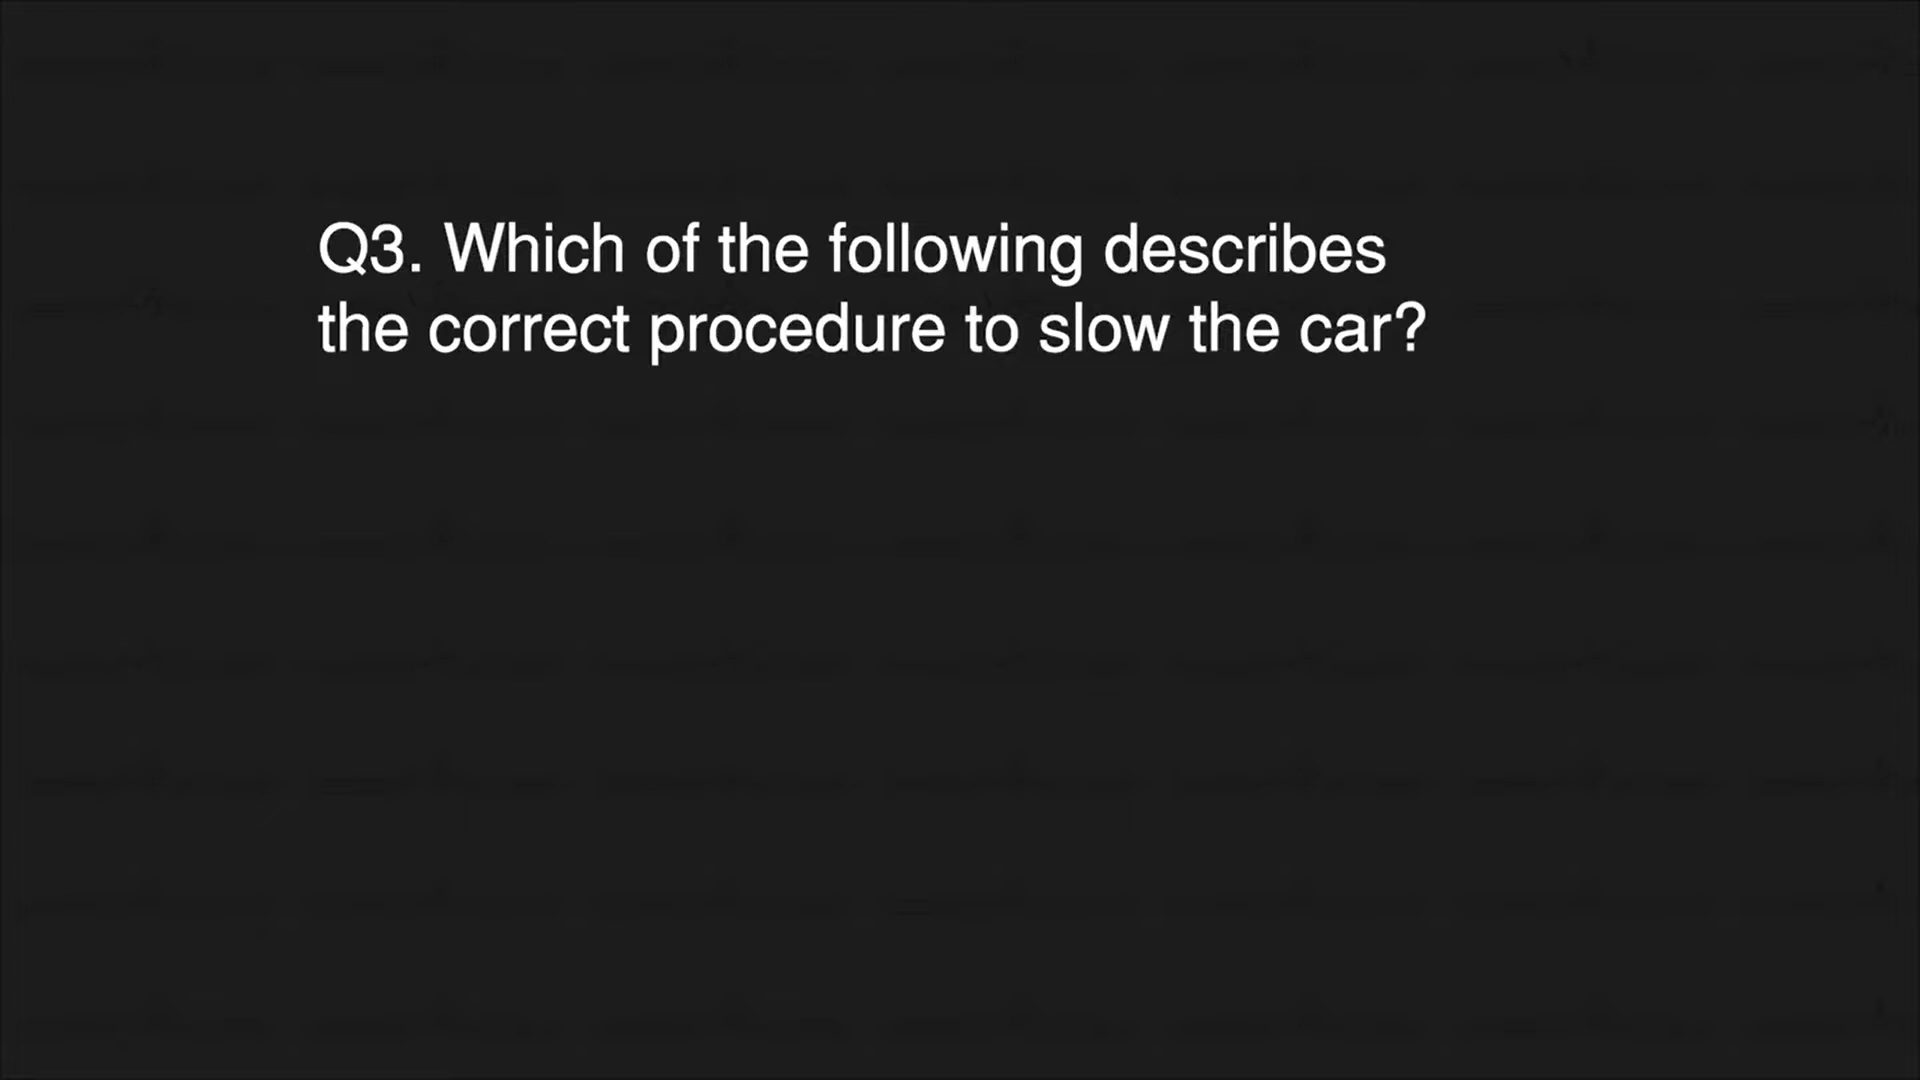 Q3. Which of the following describes
the correct procedure to slow the car?